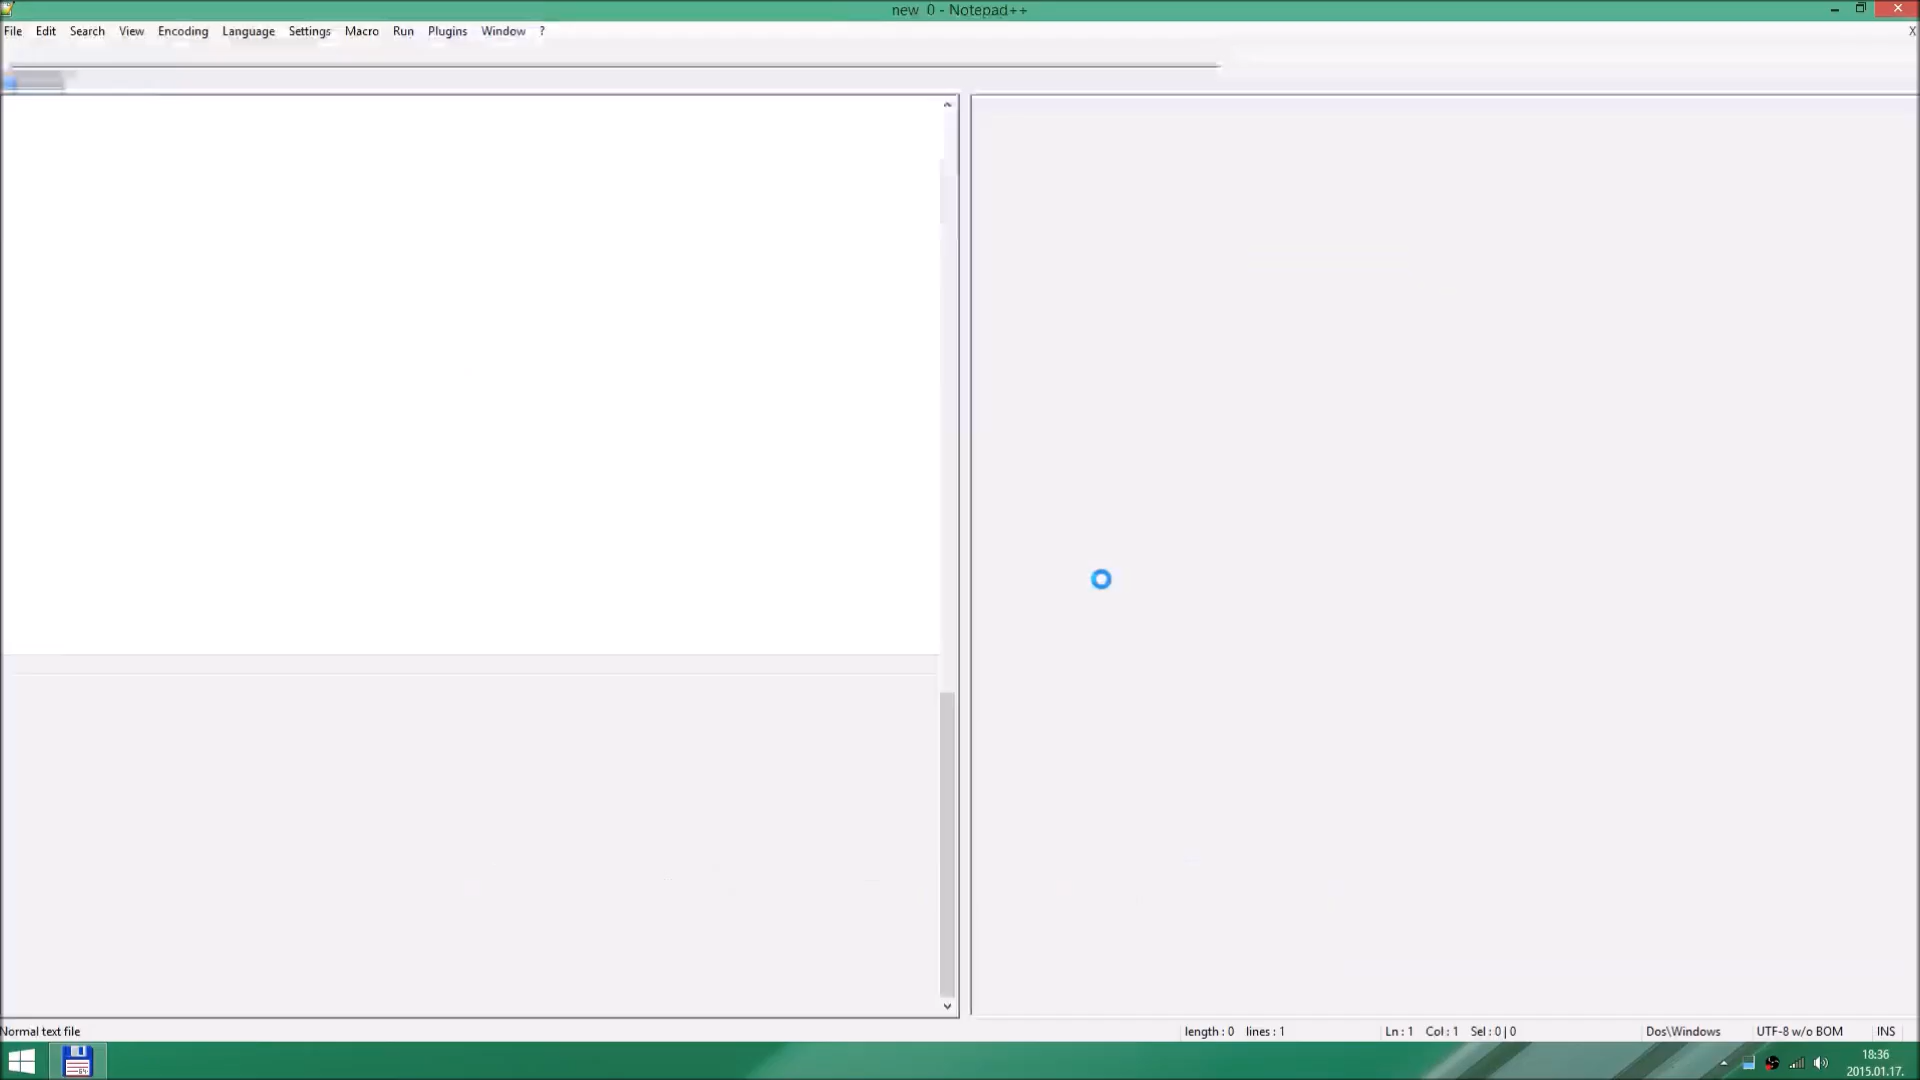 new 0 - Notepad++
File Edit Search View Encoding Language Settings Macro Run Plugins Window ? X
Normal text file length : 0 lines : 1 Ln : 1 Col : 1 Sel : 0 | 0 Dos\Windows UTF-8 w/o BOM INS
64
18:36
2015.01.17.